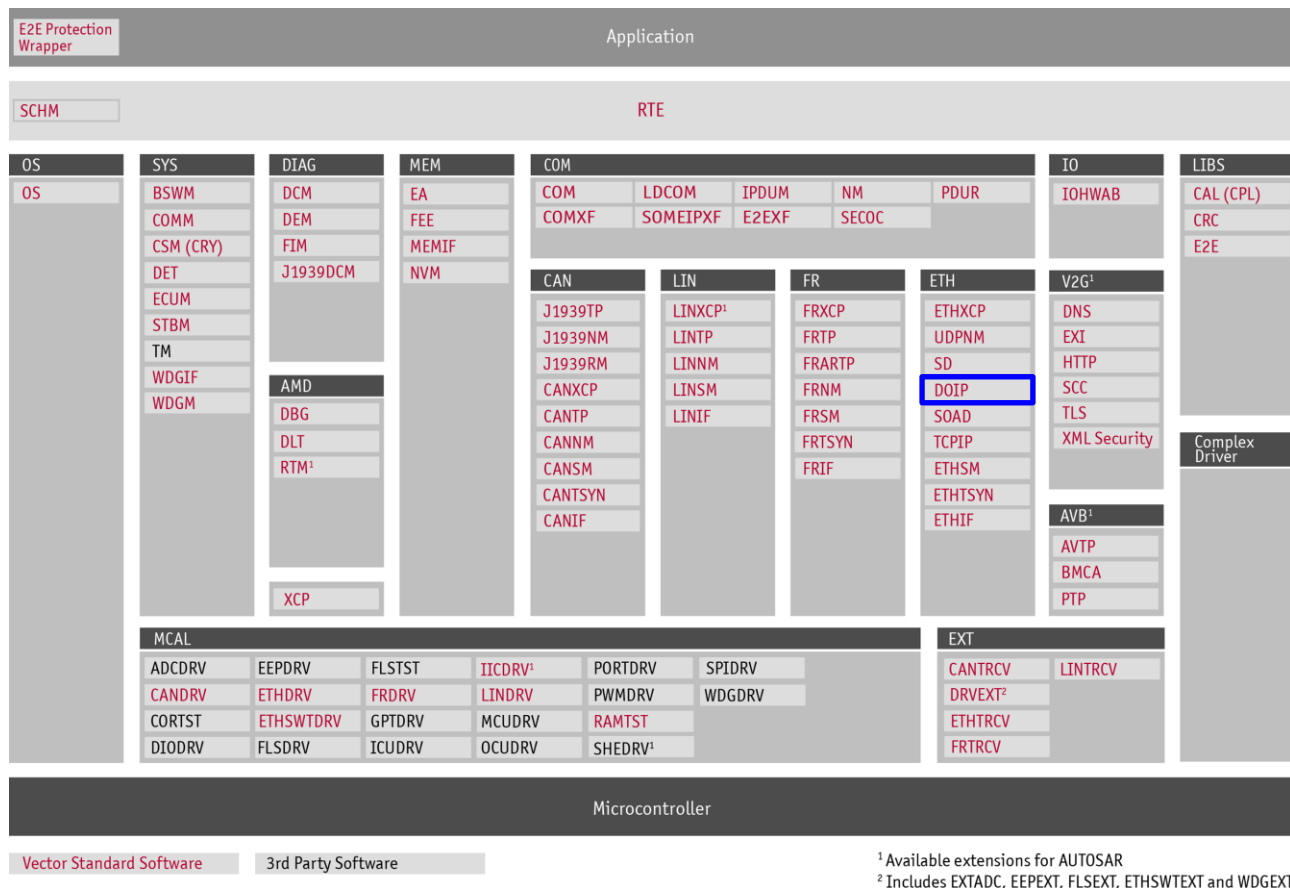 E2E Protection
Wrapper
Application
SCHM
RTE
OS
OS
SYS
BSWM
COMM
CSM (CRY)
DET
ECUM
STBM
TM
WDGIF
WDGM
DIAG
DCM
DEM
FIM
J1939DCM
AMD
DBG
DLT
RTM¹
XCP
MEM
EA
FEE
MEMIF
NVM
COM
COM LDCOM IPDUM NM PDUR
COMXF SOMEIPXF E2EXF SECOC
CAN
J1939TP
J1939NM
J1939RM
CANXCP
CANTP
CANNM
CANSM
CANTSYN
CANIF
LIN
LINXCP¹
LINTP
LINNM
LINSM
LINIF
FR
FRXCP
FRTP
FRARTP
FRNM
FRSM
FRTSYN
FRIF
ETH
ETHXCP
UDPNM
SD
DOIP
SOAD
TCPIP
ETHSM
ETHTSYN
ETHIF
IO
IOHWAB
V2G¹
DNS
EXI
HTTP
SCC
TLS
XML Security
AVB¹
AVTP
BMCA
PTP
LIBS
CAL (CPL)
CRC
E2E
Complex
Driver
MCAL
ADCDRV EEPDRV FLSTST IICDRV¹ PORTDRV SPIDRV
CANDRV ETHDRV FRDRV LINDRV PWMDRV WDGDRV
CORTST ETHSWTDRV GPTDRV MCUDRV RAMTST
DIODRV FLSDRV ICUDRV OCUDRV SHEDRV¹
EXT
CANTRCV LINTRCV
DRVEXT²
ETHTRCV
FRTRCV
Microcontroller
Vector Standard Software
3rd Party Software
¹ Available extensions for AUTOSAR
² Includes EXTADC, EEPEXT, FLSEXT, ETHSWTEXT and WDGEXT